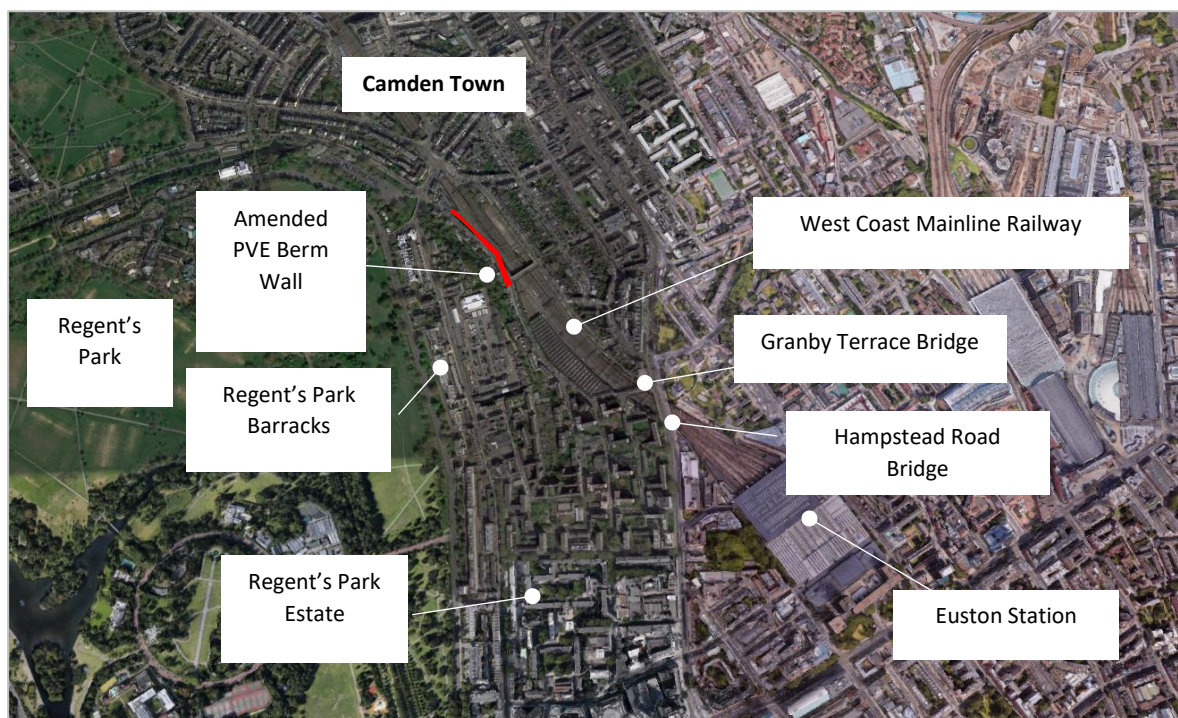 Camden Town
Amended
PVE Berm
Wall
West Coast Mainline Railway
Regent’s
Park
Granby Terrace Bridge
Regent’s Park
Barracks
Hampstead Road
Bridge
Regent’s Park
Estate
Euston Station